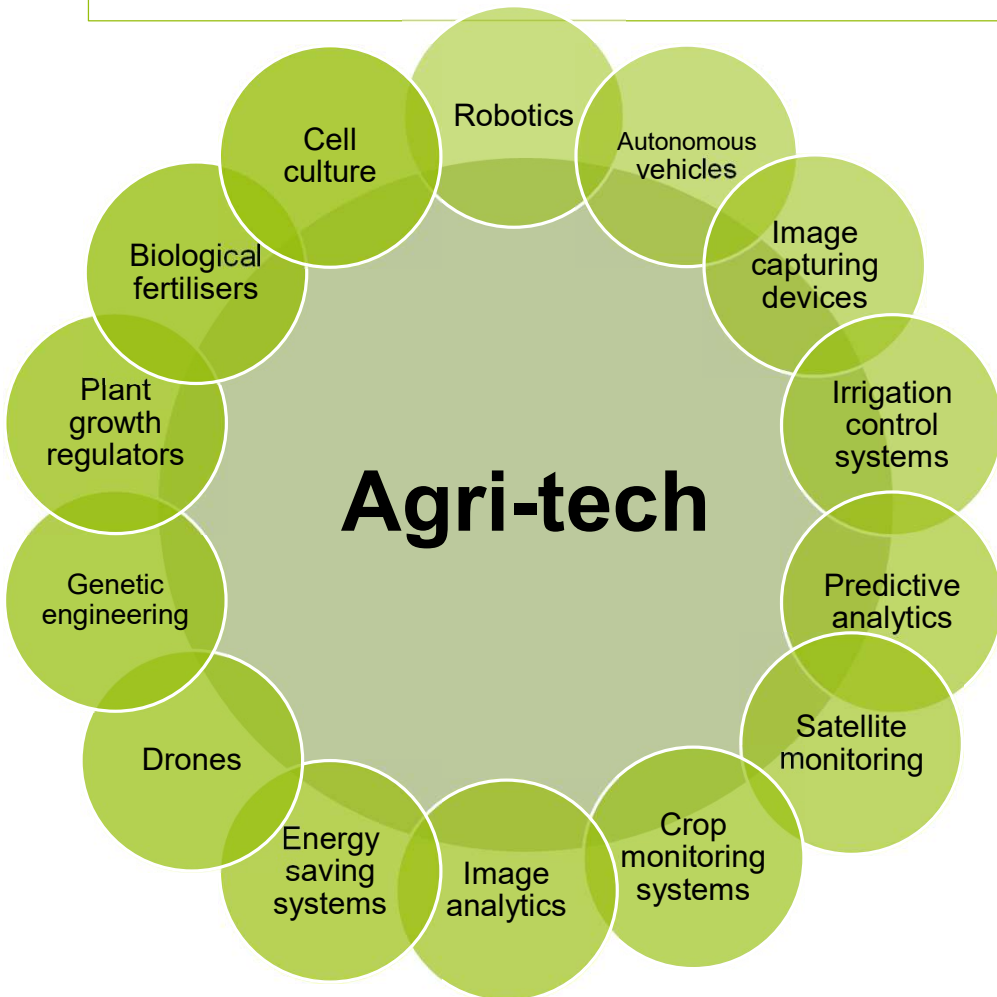 Robotics
Autonomous
vehicles
Image
capturing
devices
Irrigation
control
systems
Predictive
analytics
Satellite
monitoring
Crop
monitoring
systems
Image
analytics
Energy
saving
systems
Drones
Genetic
engineering
Plant
growth
regulators
Biological
fertilisers
Cell
culture
Agri-tech